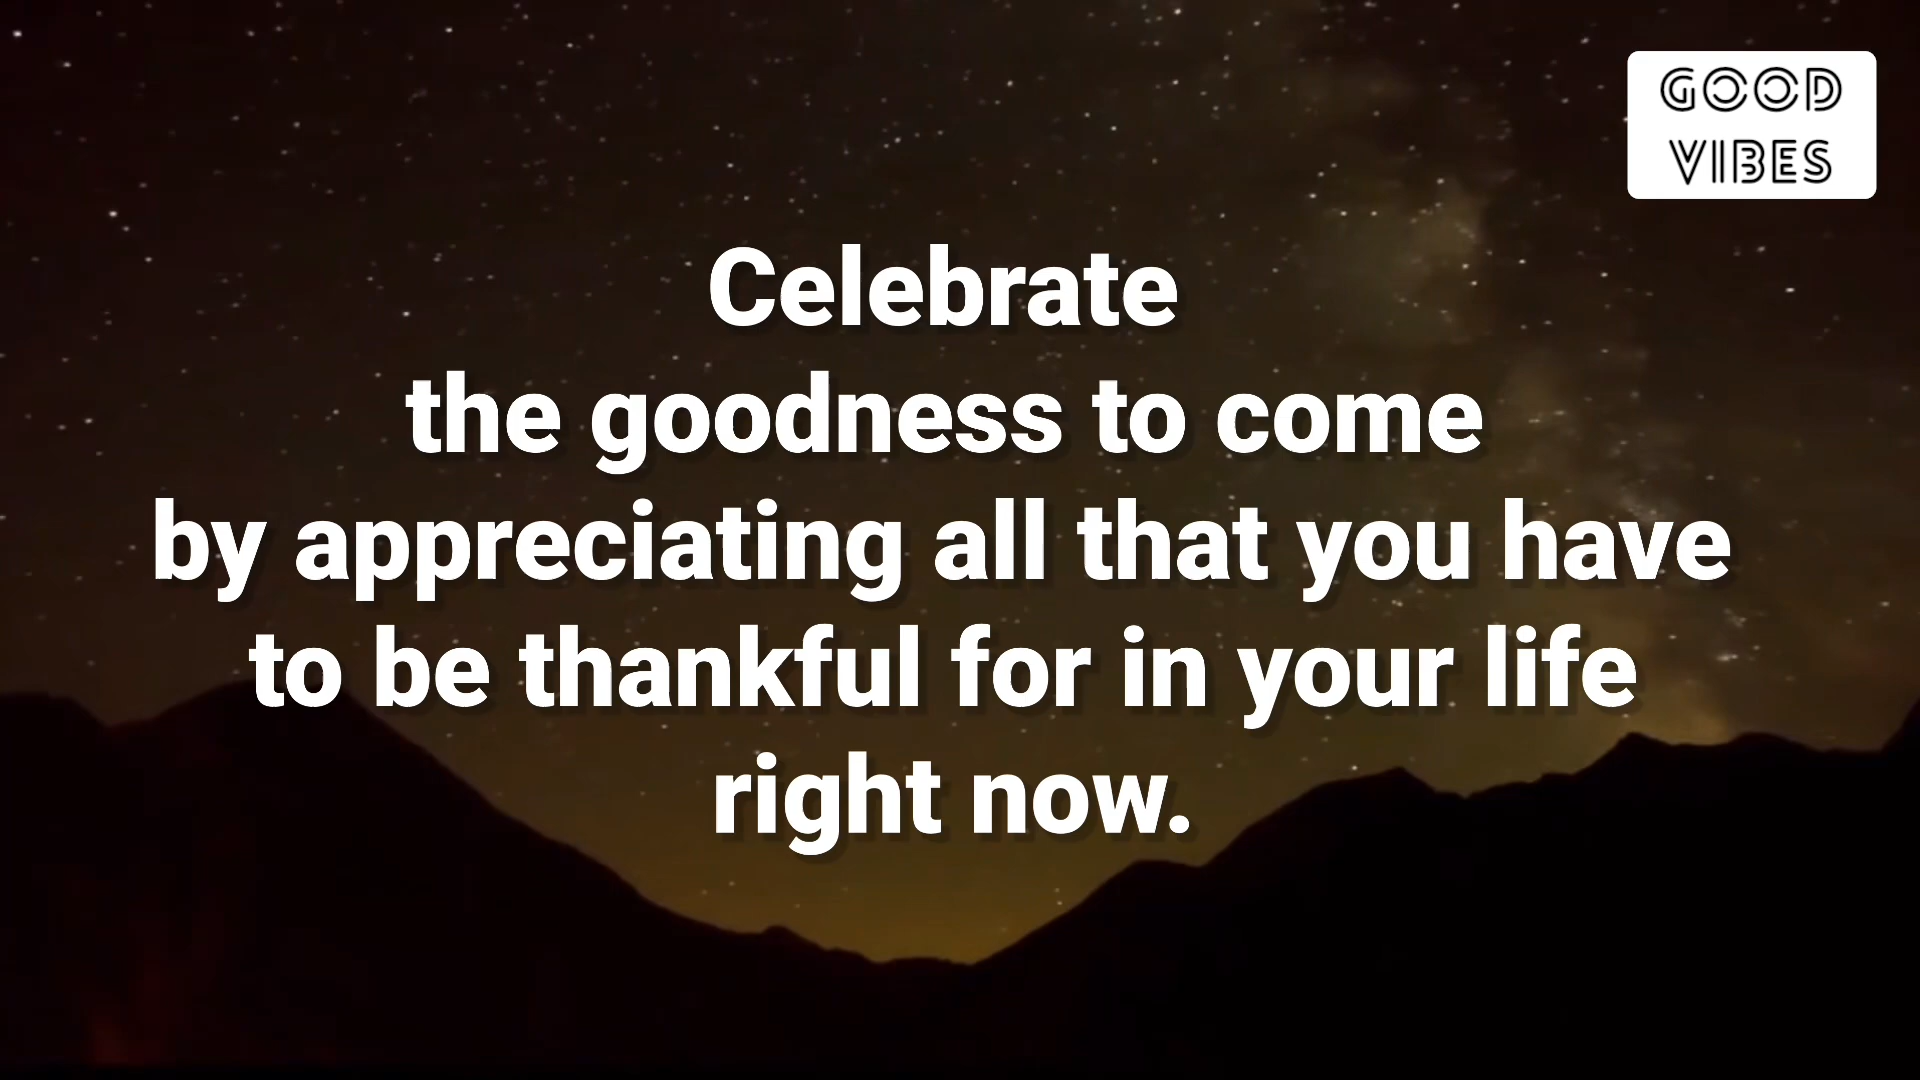 GOOD
VIBES
Celebrate
the goodness to come
by appreciating all that you have
to be thankful for in your life
right now.